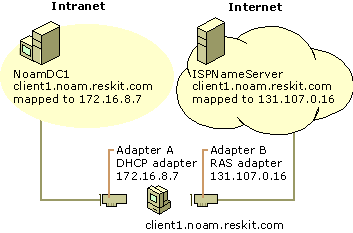 Intranet
Internet
NoamDC1
client1.noam.reskit.com
mapped to 172.16.8.7
ISPNameServer
client1.noam.reskit.com
mapped to 131.107.0.16
Adapter A
DHCP adapter
172.16.8.7
Adapter B
RAS adapter
131.107.0.16
client1.noam.reskit.com